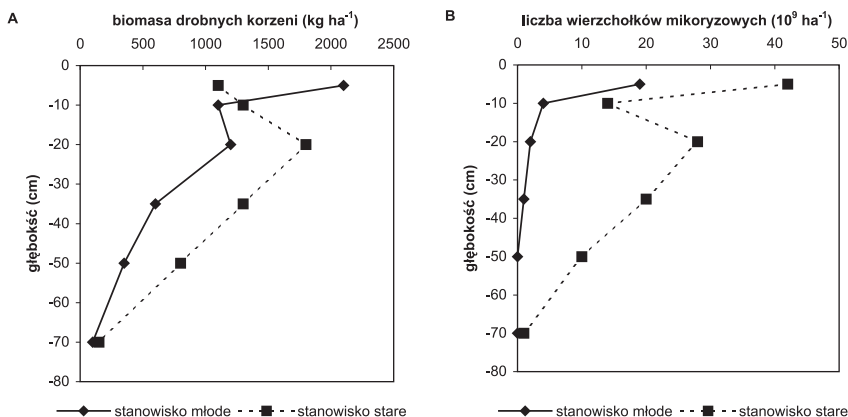 A
biomasa drobnych korzeni (kg ha-1)
0 500 1000 1500 2000 2500
0
-10
-20
-30
-40
-50
-60
-70
-80
głębokść (cm)
stanowisko młode stanowisko stare
B
liczba wierzchołków mikoryzowych (10⁹ ha-1)
0 10 20 30 40 50
0
-10
-20
-30
-40
-50
-60
-70
-80
głębokość (cm)
stanowisko młode stanowisko stare